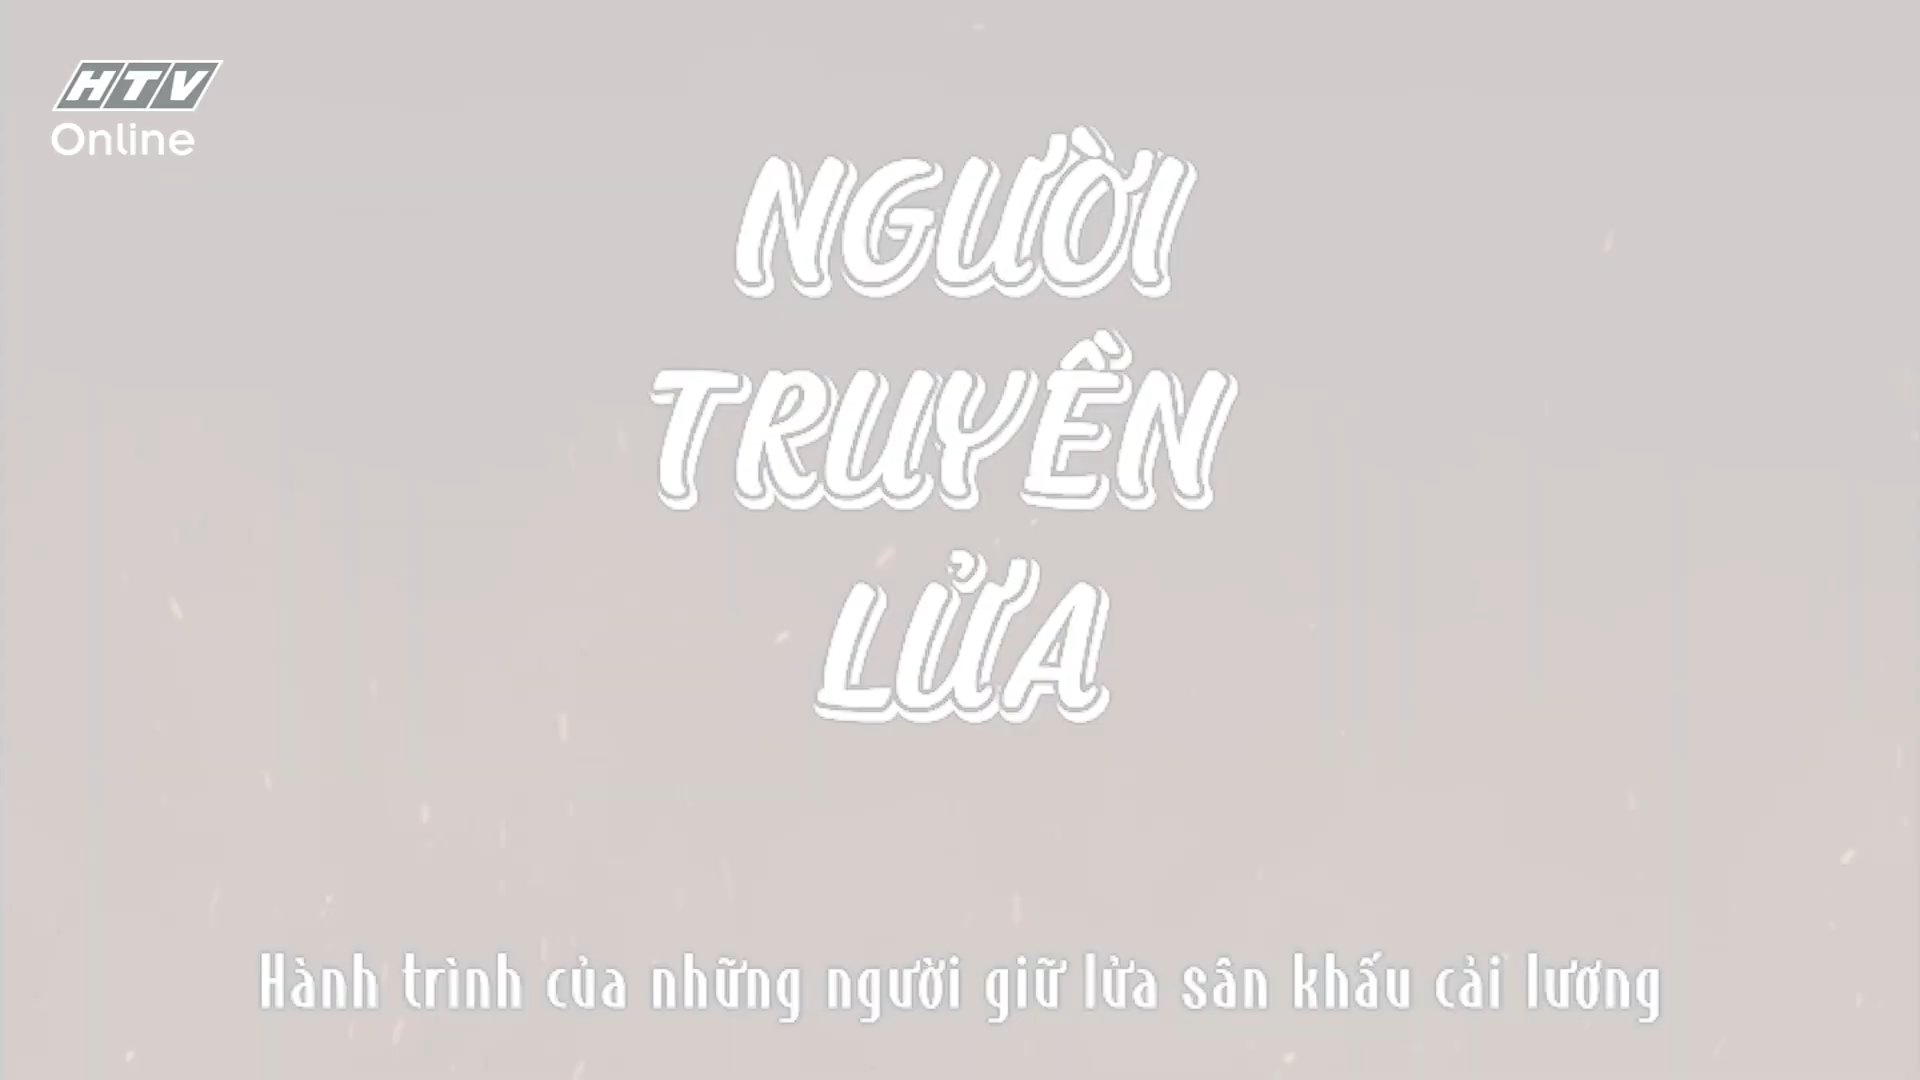 HTV
Online
NGƯỜI
TRUYỀN
LỬA
Hành trình của những người giữ lửa sân khấu cải lương